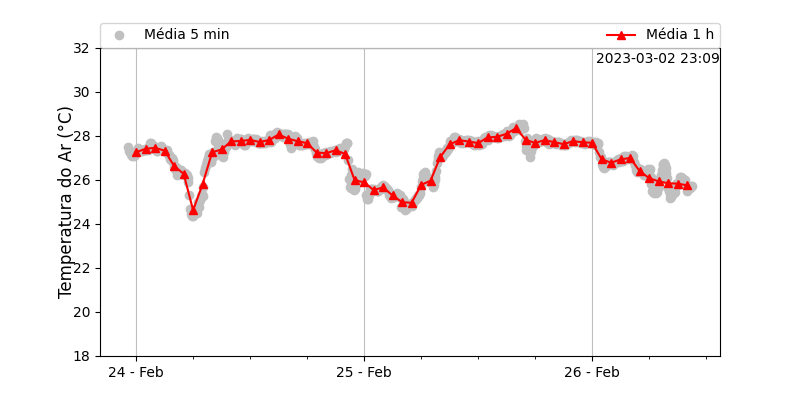 Média 5 min
Média 1 h
2023-03-02 23:09
Temperatura do Ar (°C)
32
30
28
26
24
22
20
18
24 - Feb
25 - Feb
26 - Feb